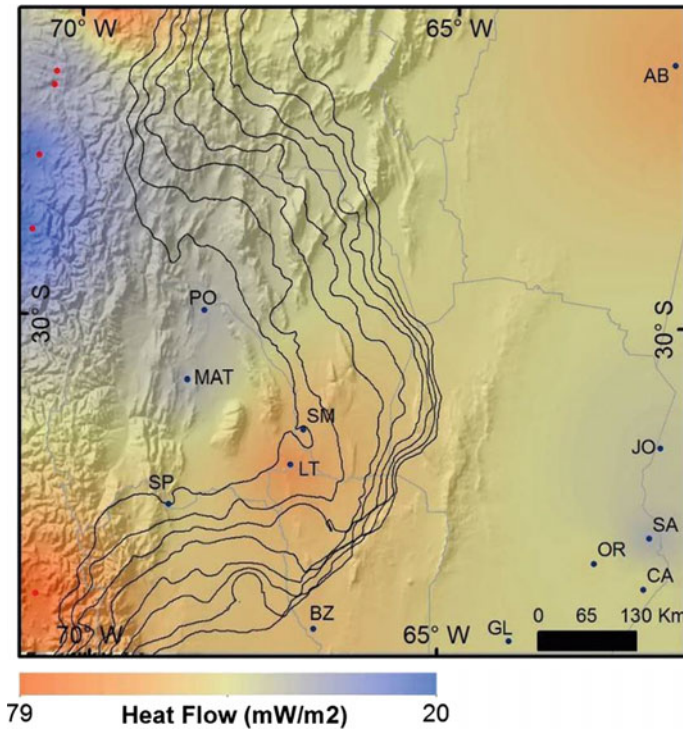 70° W
65° W
AB
30° S
30° S
PO
MAT
SM
LT
SP
JO
SA
OR
CA
BZ
GL
0 65 130 Km
70° W
65° W
79
Heat Flow (mW/m2)
20